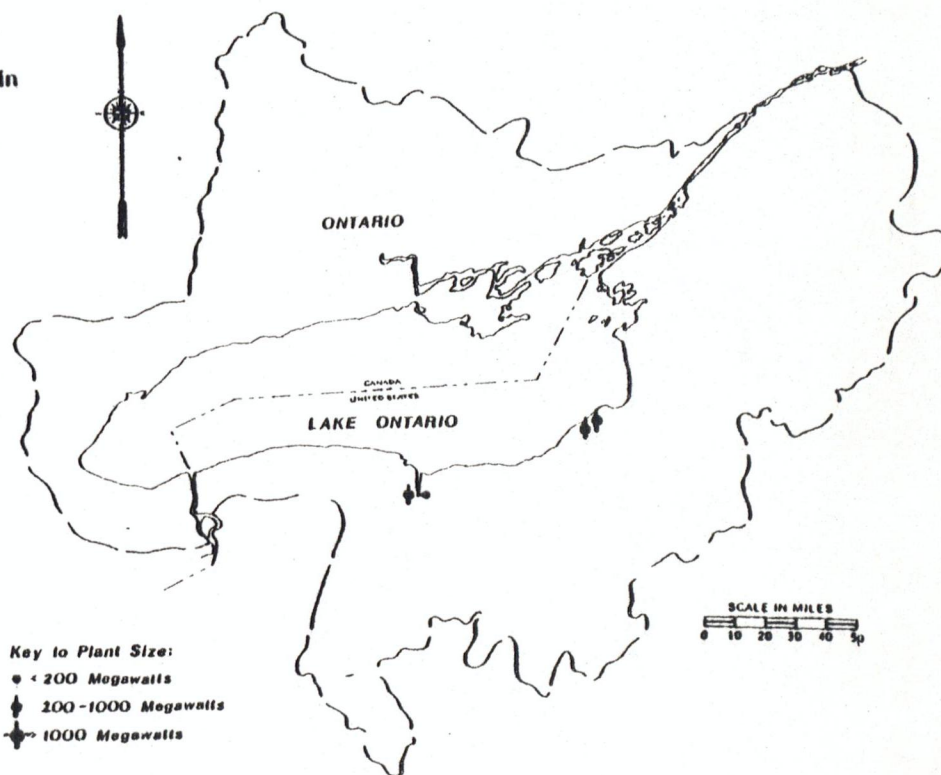 in
ONTARIO
CANADA
UNITED STATES
LAKE ONTARIO
SCALE IN MILES
0 10 20 30 40 50
Key to Plant Size:
< 200 Megawatts
200-1000 Megawatts
> 1000 Megawatts